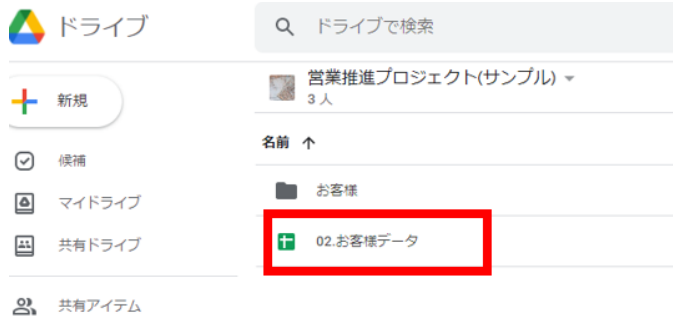 ドライブ
ドライブで検索
新規
候補
マイドライブ
共有ドライブ
共有アイテム
営業推進プロジェクト(サンプル)
3 人
名前
お客様
02.お客様データ